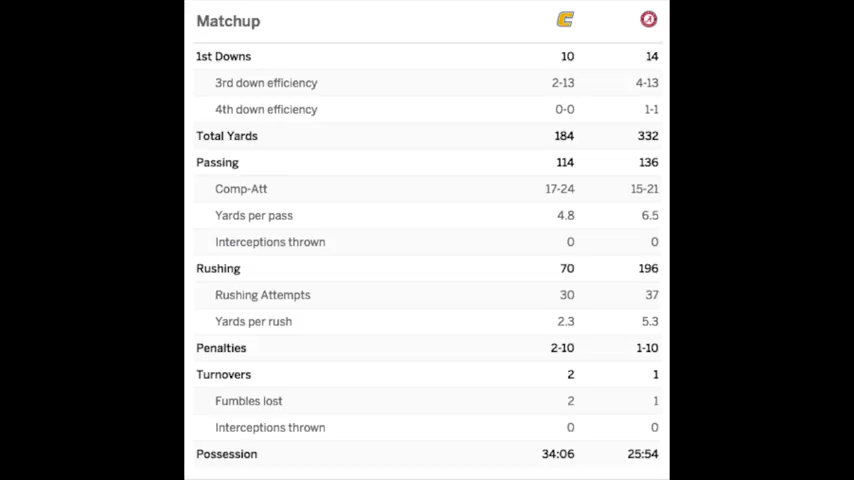 Matchup
1st Downs 10 14
3rd down efficiency 2-13 4-13
4th down efficiency 0-0 1-1
Total Yards 184 332
Passing 114 136
Comp-Att 17-24 15-21
Yards per pass 4.8 6.5
Interceptions thrown 0 0
Rushing 70 196
Rushing Attempts 30 37
Yards per rush 2.3 5.3
Penalties 2-10 1-10
Turnovers 2 1
Fumbles lost 2 1
Interceptions thrown 0 0
Possession 34:06 25:54